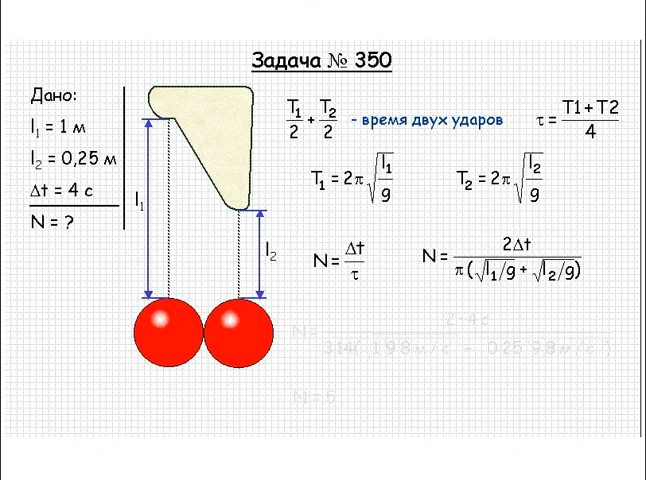 Задача № 350
Дано:
l₁ = 1 м
l₂ = 0,25 м
Δt = 4 с
N = ?
l₁
l₂
T₁/2 + T₂/2 - время двух ударов τ = (T1 + T2)/4
T₁ = 2π√(l₁/g) T₂ = 2π√(l₂/g)
N = Δt/τ N = 2Δt/(π(√l₁/g + √l₂/g))
N = 5